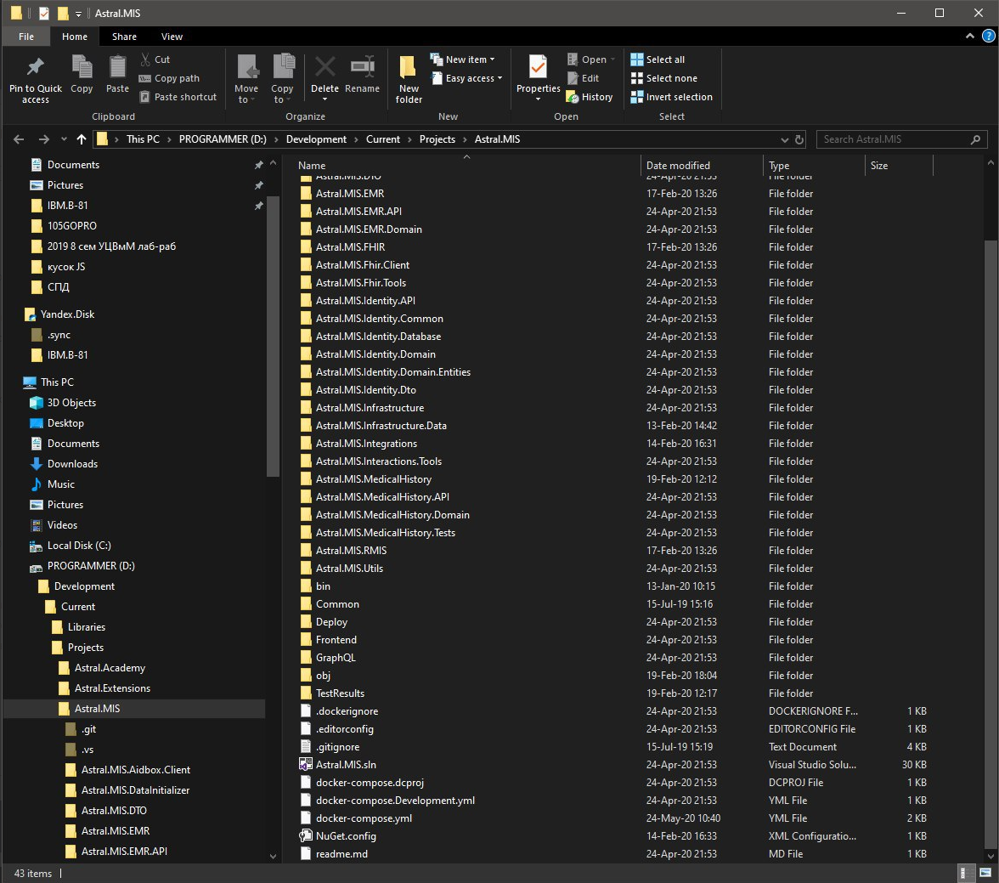 Astral.MIS
File Home Share View
Pin to Quick access
Copy
Paste
Cut
Copy path
Paste shortcut
Clipboard
Move to
Copy to
Delete
Rename
Organize
New folder
New item
Easy access
New
Properties
Open
Edit
History
Open
Select all
Select none
Invert selection
Select
This PC > PROGRAMMER (D:) > Development > Current > Projects > Astral.MIS
Search Astral.MIS
Documents
Pictures
IBM.B-81
105GOPRO
2019 8 сем УЦВмМ лаб-раб
кусок JS
СПД
Yandex.Disk
.sync
IBM.B-81
This PC
3D Objects
Desktop
Documents
Downloads
Music
Pictures
Videos
Local Disk (C:)
PROGRAMMER (D:)
Development
Current
Libraries
Projects
Astral.Academy
Astral.Extensions
Astral.MIS
.git
.vs
Astral.MIS.Aidbox.Client
Astral.MIS.DataInitializer
Astral.MIS.DTO
Astral.MIS.EMR
Astral.MIS.EMR.API
Name Date modified Type Size
Astral.MIS.DTO 24-Apr-20 21:53 File folder
Astral.MIS.EMR 17-Feb-20 13:26 File folder
Astral.MIS.EMR.API 24-Apr-20 21:53 File folder
Astral.MIS.EMR.Domain 24-Apr-20 21:53 File folder
Astral.MIS.FHIR 17-Feb-20 13:26 File folder
Astral.MIS.Fhir.Client 24-Apr-20 21:53 File folder
Astral.MIS.Fhir.Tools 24-Apr-20 21:53 File folder
Astral.MIS.Identity.API 24-Apr-20 21:53 File folder
Astral.MIS.Identity.Common 24-Apr-20 21:53 File folder
Astral.MIS.Identity.Database 24-Apr-20 21:53 File folder
Astral.MIS.Identity.Domain 24-Apr-20 21:53 File folder
Astral.MIS.Identity.Domain.Entities 24-Apr-20 21:53 File folder
Astral.MIS.Identity.Dto 24-Apr-20 21:53 File folder
Astral.MIS.Infrastructure 24-Apr-20 21:53 File folder
Astral.MIS.Infrastructure.Data 13-Feb-20 14:42 File folder
Astral.MIS.Integrations 14-Feb-20 16:31 File folder
Astral.MIS.Interactions.Tools 24-Apr-20 21:53 File folder
Astral.MIS.MedicalHistory 19-Feb-20 12:12 File folder
Astral.MIS.MedicalHistory.API 24-Apr-20 21:53 File folder
Astral.MIS.MedicalHistory.Domain 24-Apr-20 21:53 File folder
Astral.MIS.MedicalHistory.Tests 24-Apr-20 21:53 File folder
Astral.MIS.RMIS 17-Feb-20 13:26 File folder
Astral.MIS.Utils 24-Apr-20 21:53 File folder
bin 13-Jan-20 10:15 File folder
Common 15-Jul-19 15:16 File folder
Deploy 24-Apr-20 21:53 File folder
Frontend 24-Apr-20 21:53 File folder
GraphQL 24-Apr-20 21:53 File folder
obj 19-Feb-20 18:04 File folder
TestResults 19-Feb-20 12:17 File folder
.dockerignore 24-Apr-20 21:53 DOCKERIGNORE F... 1 KB
.editorconfig 24-Apr-20 21:53 EDITORCONFIG File 1 KB
.gitignore 15-Jul-19 15:19 Text Document 4 KB
Astral.MIS.sln 24-Apr-20 21:53 Visual Studio Solu... 30 KB
docker-compose.dcproj 24-Apr-20 21:53 DCPROJ File 1 KB
docker-compose.Development.yml 24-Apr-20 21:53 YML File 1 KB
docker-compose.yml 24-May-20 10:40 YML File 2 KB
NuGet.config 14-Feb-20 16:33 XML Configuratio... 1 KB
readme.md 24-Apr-20 21:53 MD File 1 KB
43 items